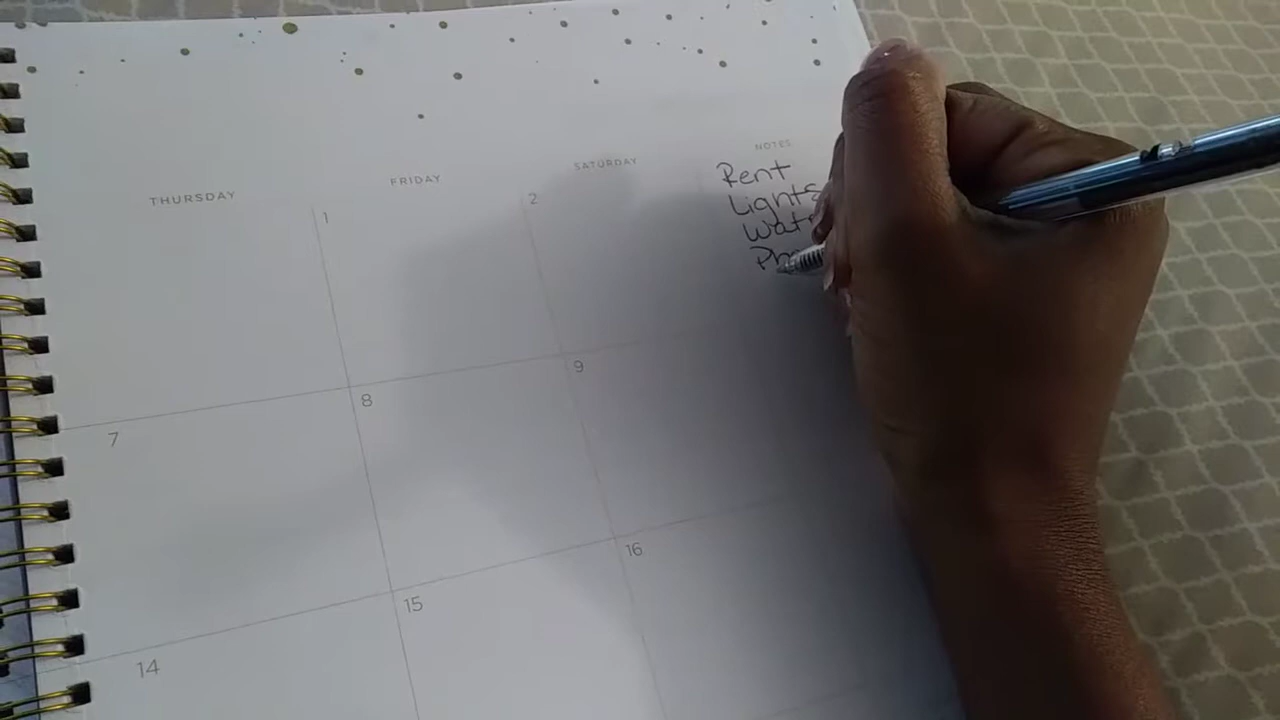 THURSDAY FRIDAY SATURDAY NOTES
1 2
Rent
Lights
7 8 9
14 15 16